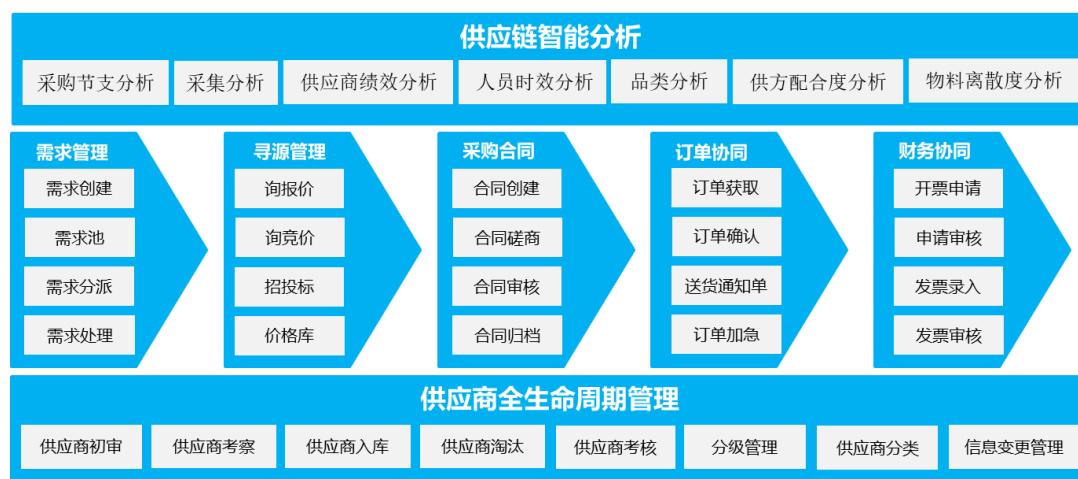 供应链智能分析
采购节支分析
采集分析
供应商绩效分析
人员时效分析
品类分析
供方配合度分析
物料离散度分析
需求管理
需求创建
需求池
需求分派
需求处理
寻源管理
询报价
询竞价
招投标
价格库
采购合同
合同创建
合同磋商
合同审核
合同归档
订单协同
订单获取
订单确认
送货通知单
订单加急
财务协同
开票申请
申请审核
发票录入
发票审核
供应商全生命周期管理
供应商初审
供应商考察
供应商入库
供应商淘汰
供应商考核
分级管理
供应商分类
信息变更管理